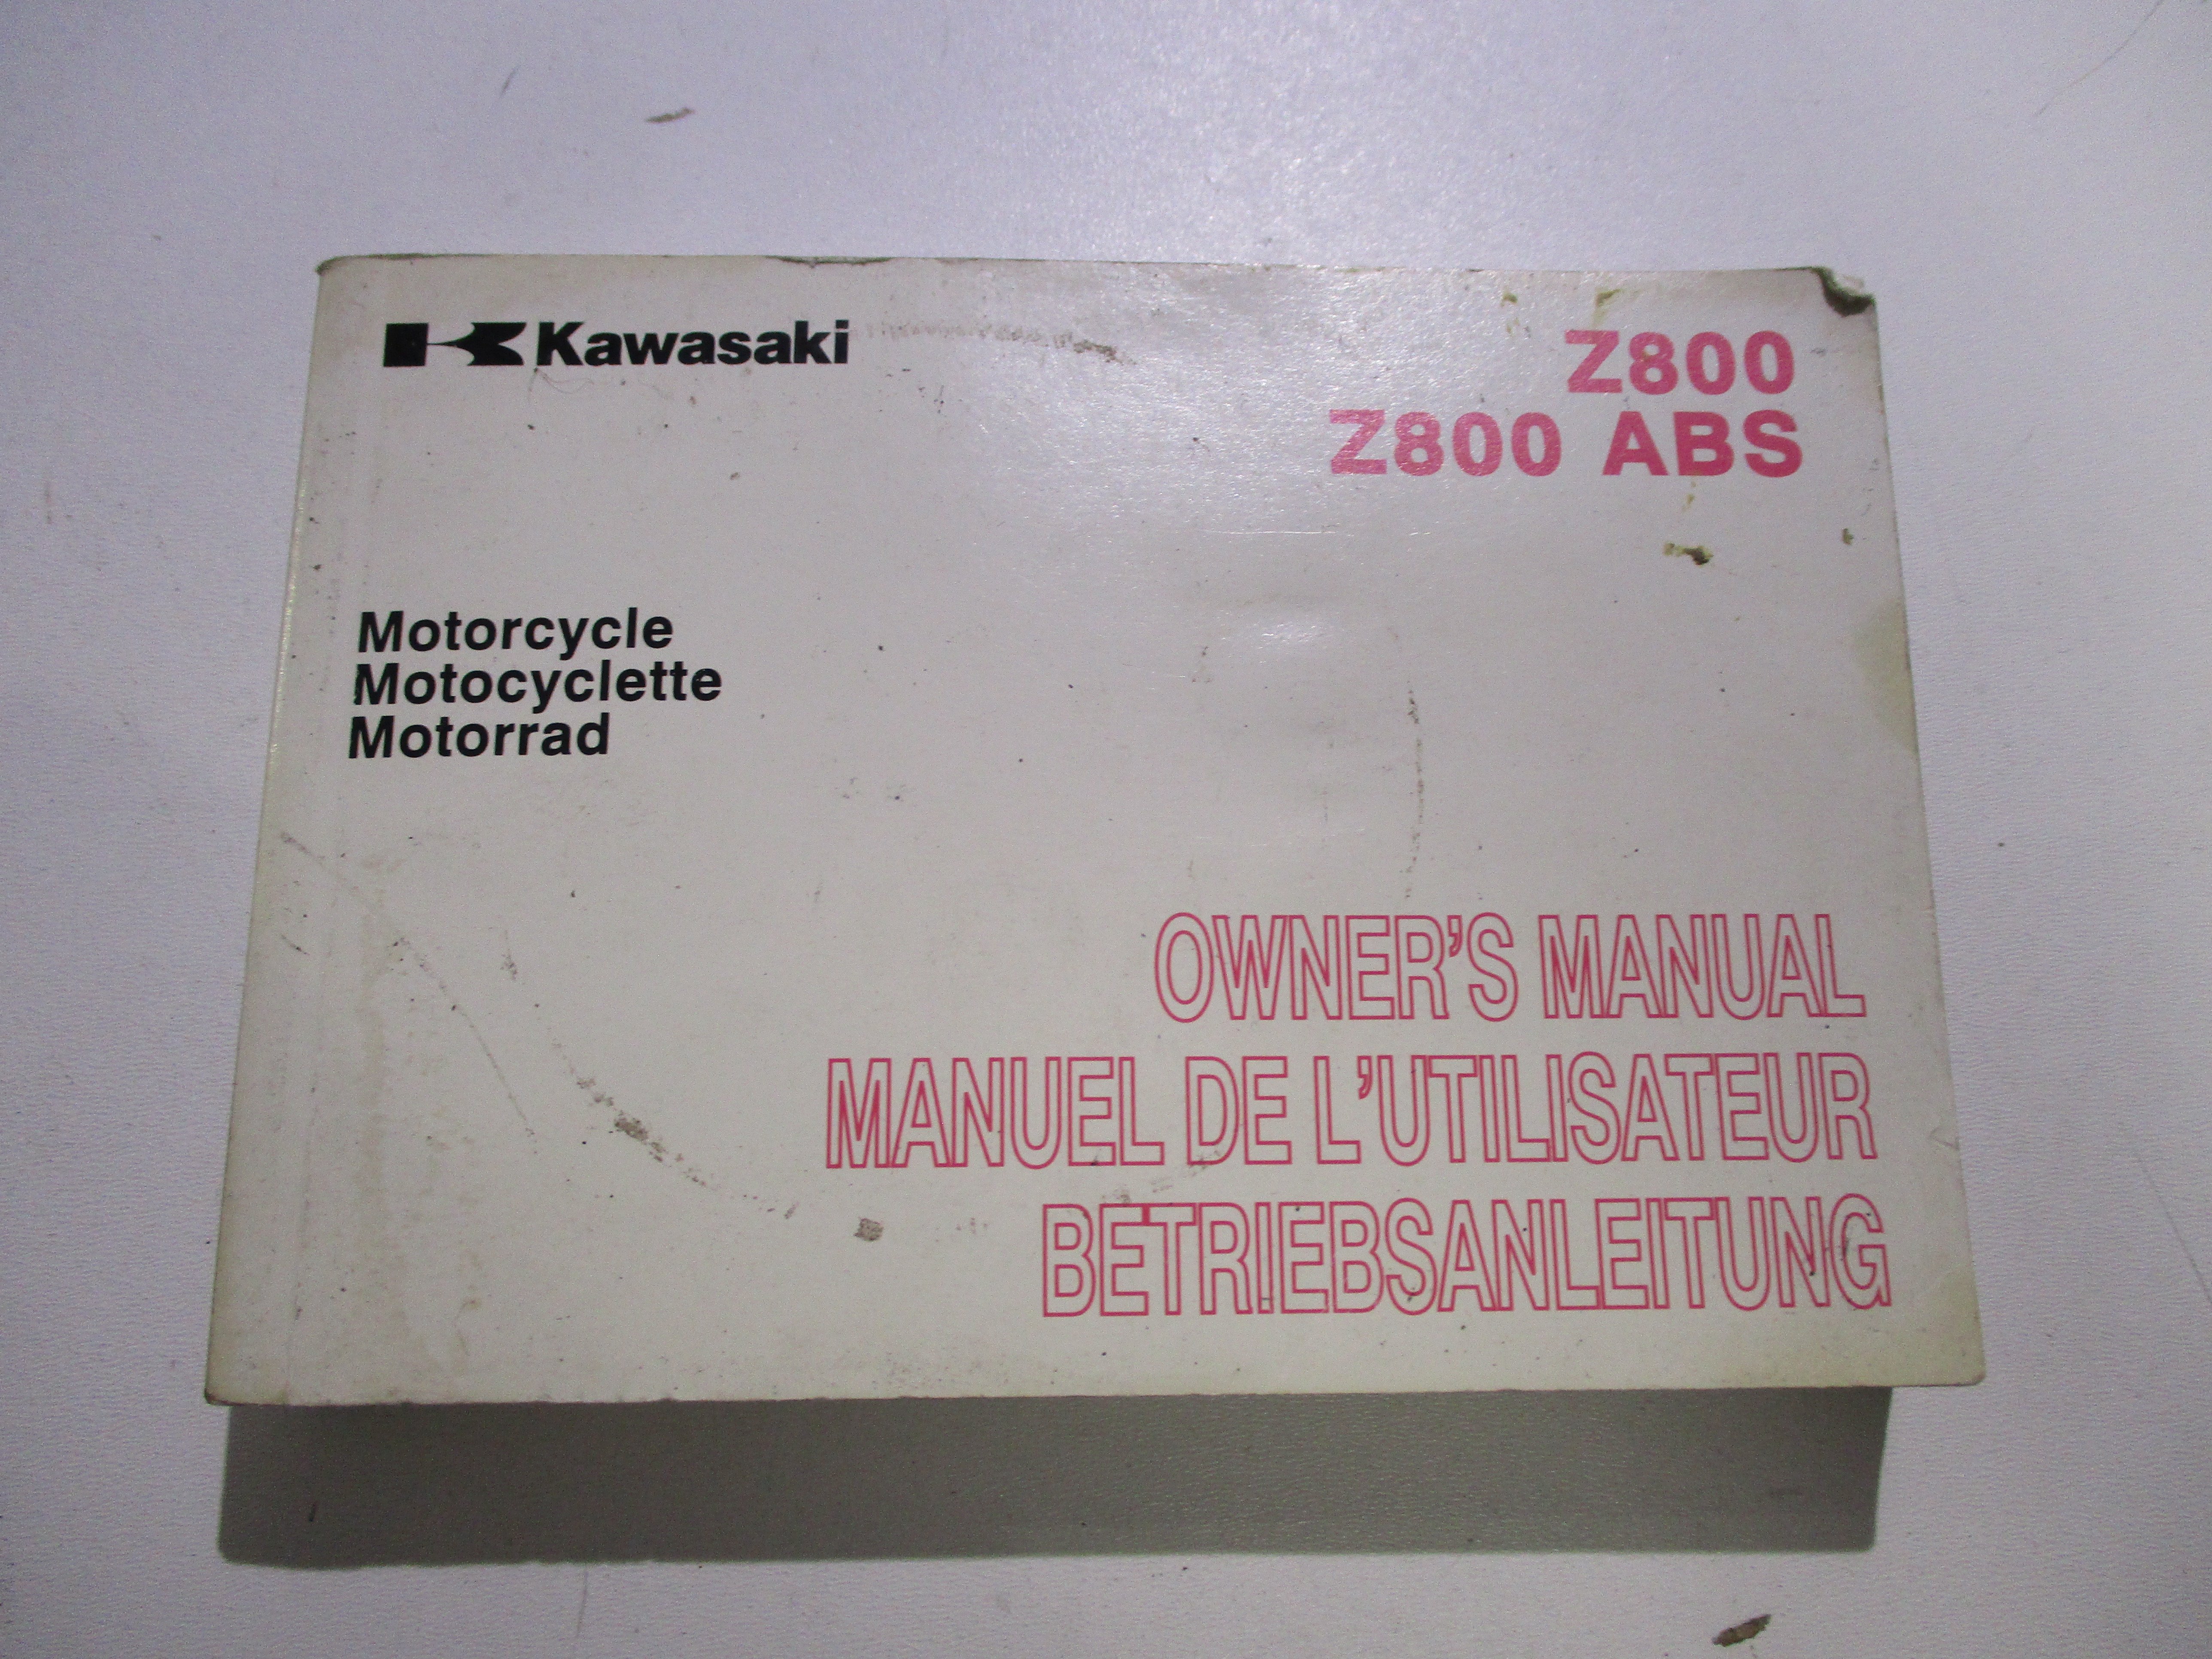 Kawasaki
Z800
Z800 ABS
Motorcycle
Motocyclette
Motorrad
OWNER'S MANUAL
MANUEL DE L'UTILISATEUR
BETRIEBSANLEITUNG